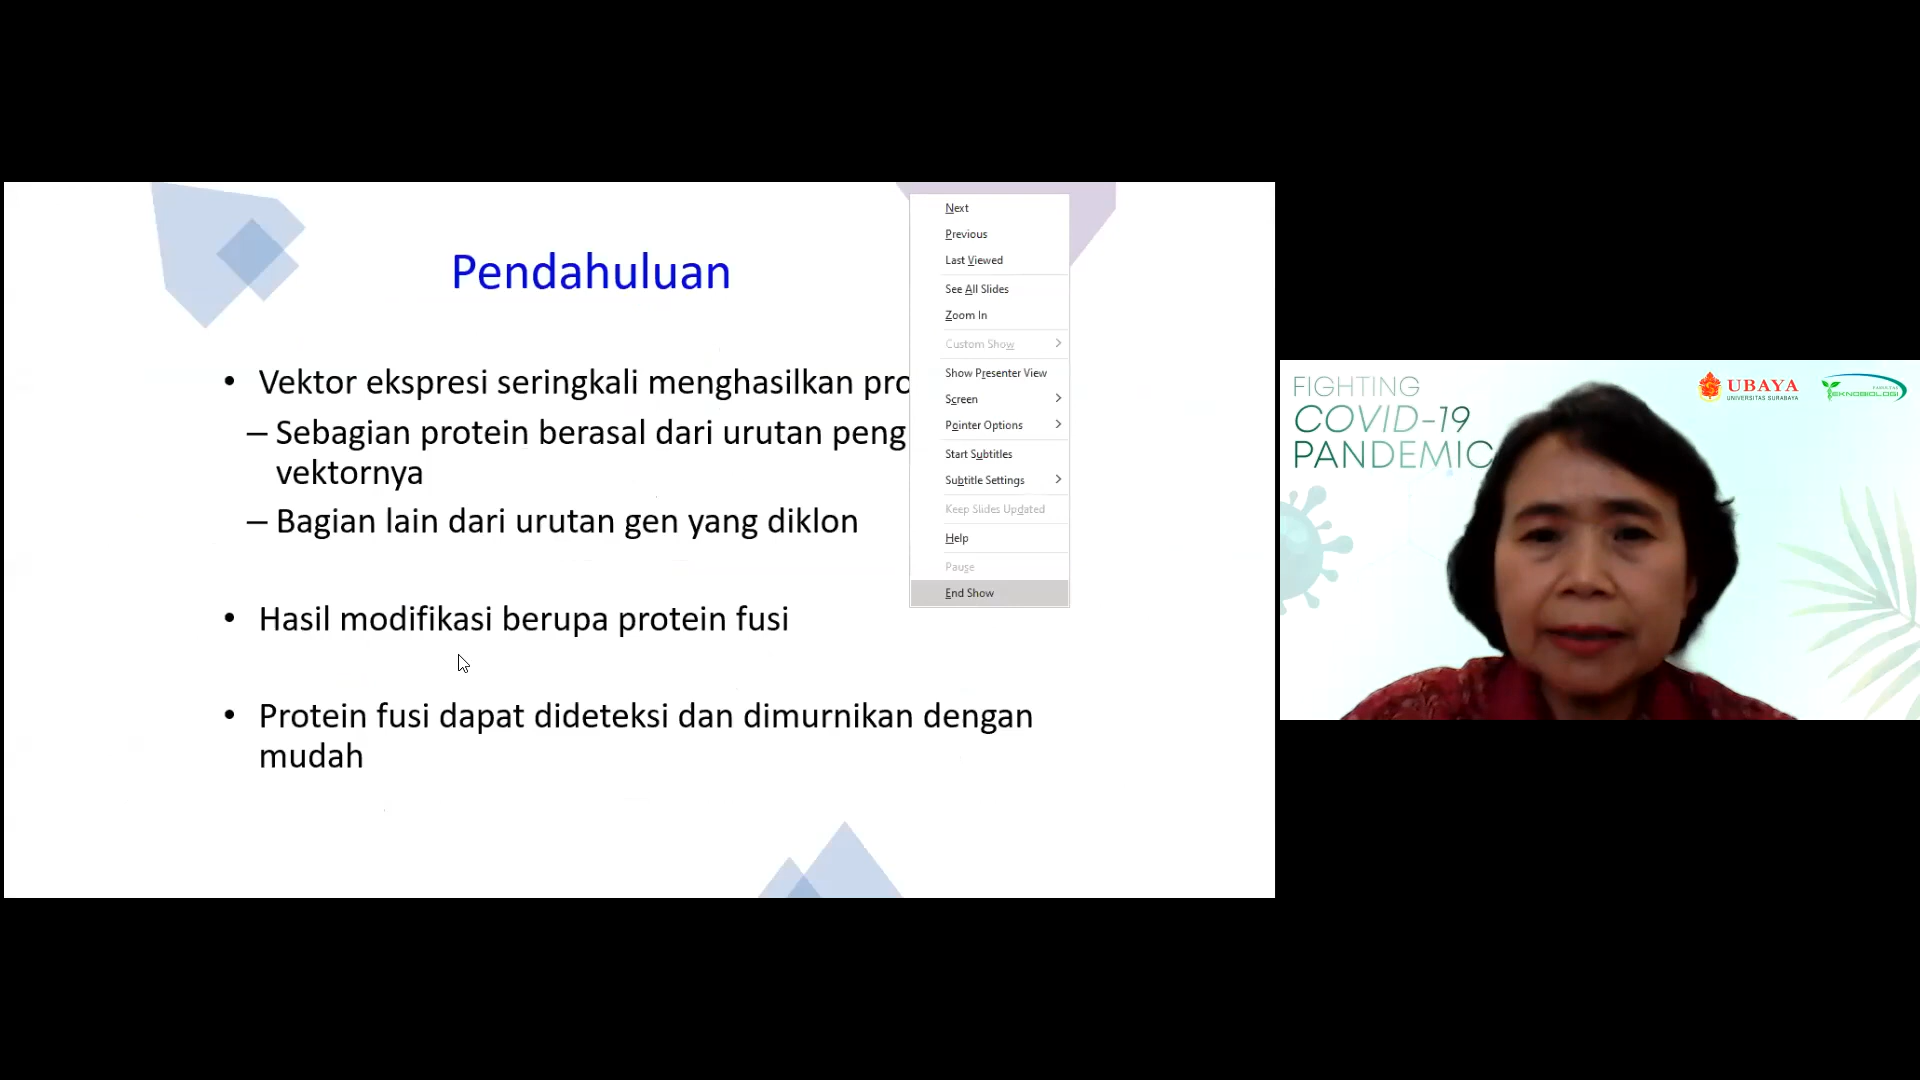 Pendahuluan
• Vektor ekspresi seringkali menghasilkan pro
– Sebagian protein berasal dari urutan peng
vektornya
– Bagian lain dari urutan gen yang diklon
• Hasil modifikasi berupa protein fusi
• Protein fusi dapat dideteksi dan dimurnikan dengan
mudah
Next
Previous
Last Viewed
See All Slides
Zoom In
Custom Show
Show Presenter View
Screen
Pointer Options
Start Subtitles
Subtitle Settings
Keep Slides Updated
Help
Pause
End Show
FIGHTING
COVID-19
PANDEMIC
UBAYA
UNIVERSITAS SURABAYA
FAKULTAS
TEKNOBIOLOGI